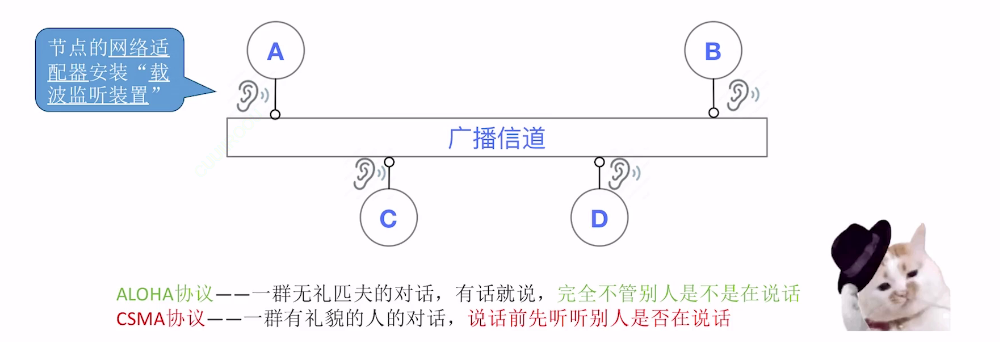 节点的网络适
配器安装“载
波监听装置”
A
B
广播信道
C
D
ALOHA协议——一群无礼匹夫的对话，有话就说，完全不管别人是不是在说话
CSMA协议——一群有礼貌的人的对话，说话前先听听别人是否在说话